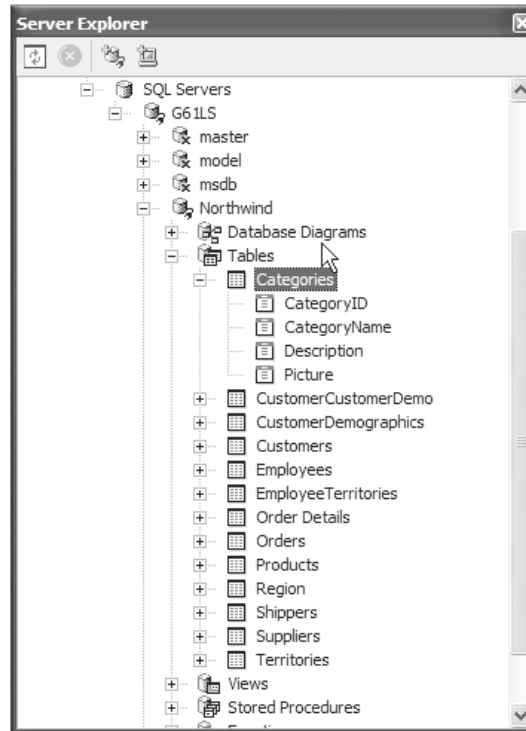 Server Explorer
SQL Servers
G61LS
master
model
msdb
Northwind
Database Diagrams
Tables
Categories
CategoryID
CategoryName
Description
Picture
CustomerCustomerDemo
CustomerDemographics
Customers
Employees
EmployeeTerritories
Order Details
Orders
Products
Region
Shippers
Suppliers
Territories
Views
Stored Procedures